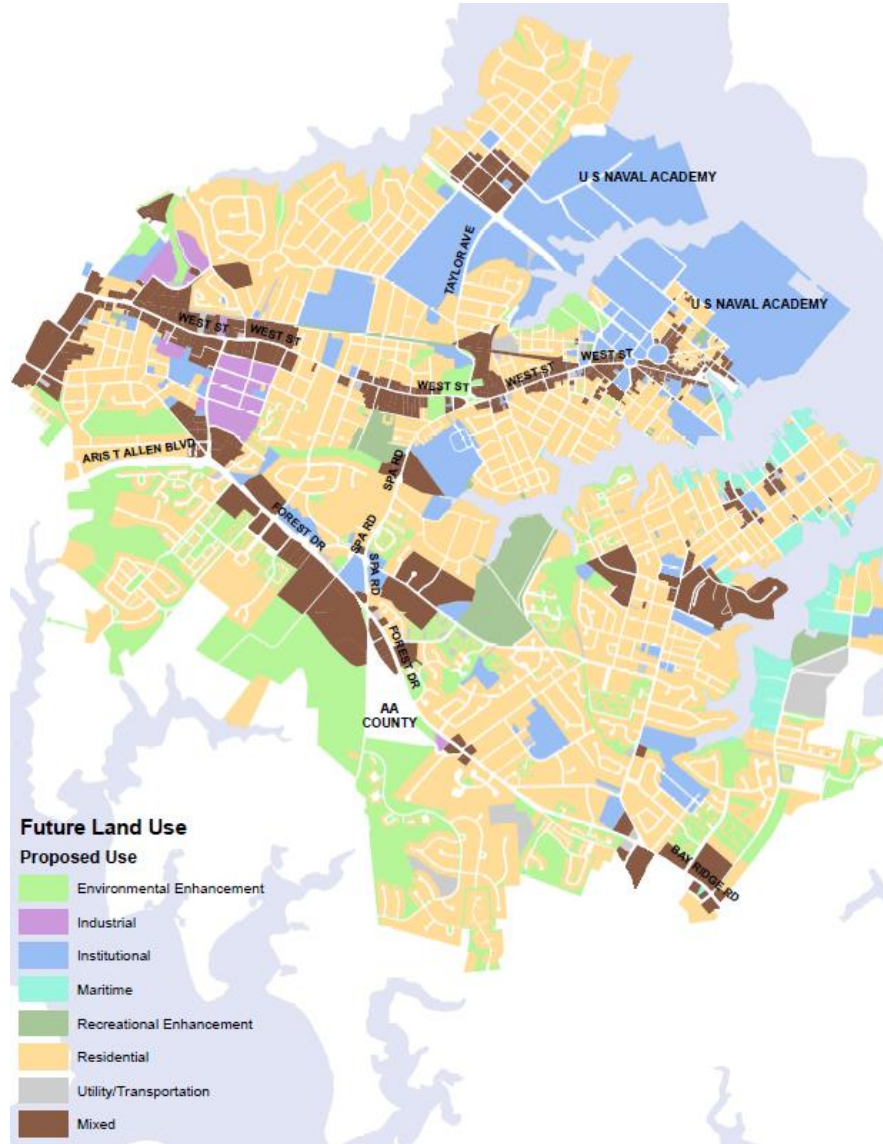 U S NAVAL ACADEMY
TAYLOR AVE
U S NAVAL ACADEMY
WEST ST
WEST ST
WEST ST
WEST ST
WEST ST
ARIS T ALLEN BLVD
SPA RD
FOREST DR
SPA RD
SPA RD
FOREST DR
AA
COUNTY
BAY RIDGE RD
Future Land Use
Proposed Use
Environmental Enhancement
Industrial
Institutional
Maritime
Recreational Enhancement
Residential
Utility/Transportation
Mixed